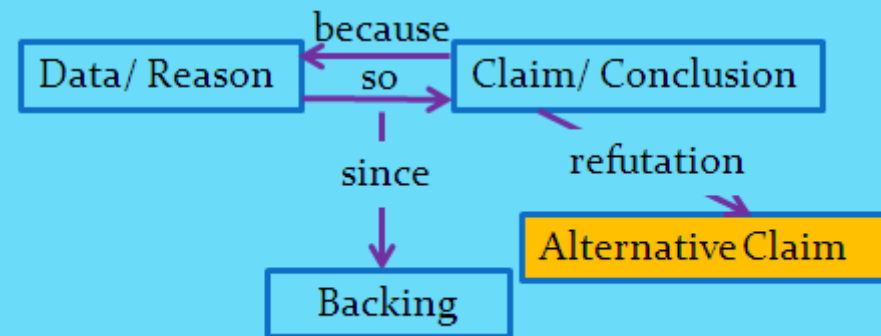 because
Data/ Reason
so
Claim/ Conclusion
since
refutation
Alternative Claim
Backing